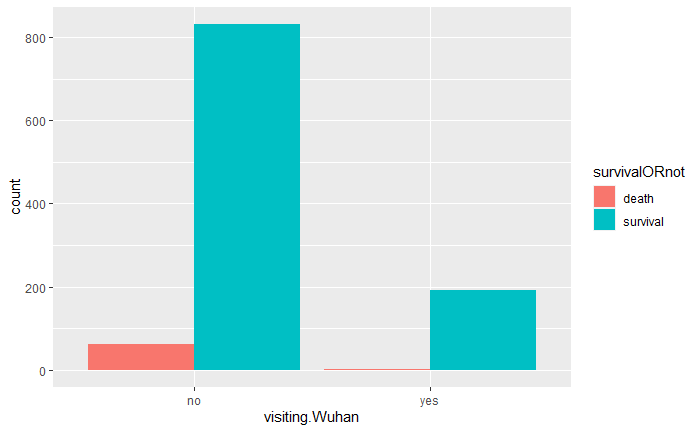 800
600
400
200
0
count
no
yes
visiting.Wuhan
survivalORnot
death
survival